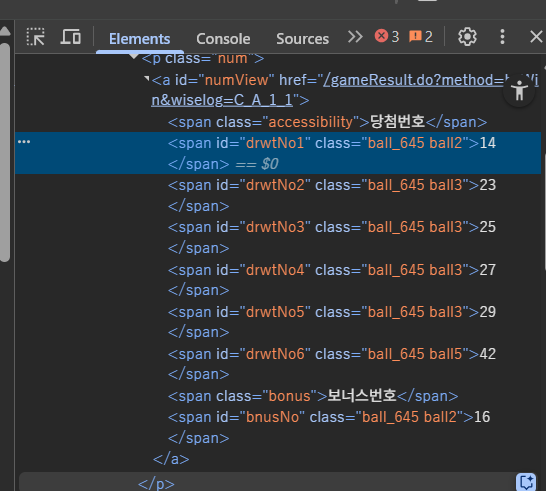 Elements Console Sources 3 2
<p class="num">
<a id="numView" href="/gameResult.do?method=
n&wiselog=C_A_1_1">
<span class="accessibility">당첨번호</span>
<span id="drwtNo1" class="ball_645 ball2">14
</span> == $0
<span id="drwtNo2" class="ball_645 ball3">23
</span>
<span id="drwtNo3" class="ball_645 ball3">25
</span>
<span id="drwtNo4" class="ball_645 ball3">27
</span>
<span id="drwtNo5" class="ball_645 ball3">29
</span>
<span id="drwtNo6" class="ball_645 ball5">42
</span>
<span class="bonus">보너스번호</span>
<span id="bnusNo" class="ball_645 ball2">16
</span>
</a>
</p>